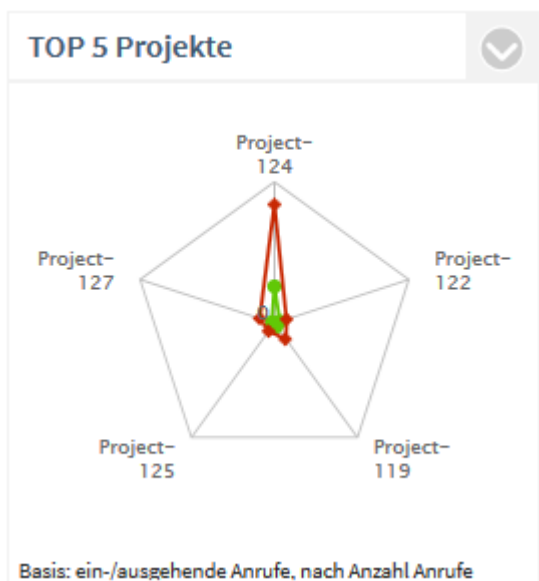 TOP 5 Projekte
Project-
124
Project-
127
Project-
122
0
Project-
125
Project-
119
Basis: ein-/ausgehende Anrufe, nach Anzahl Anrufe